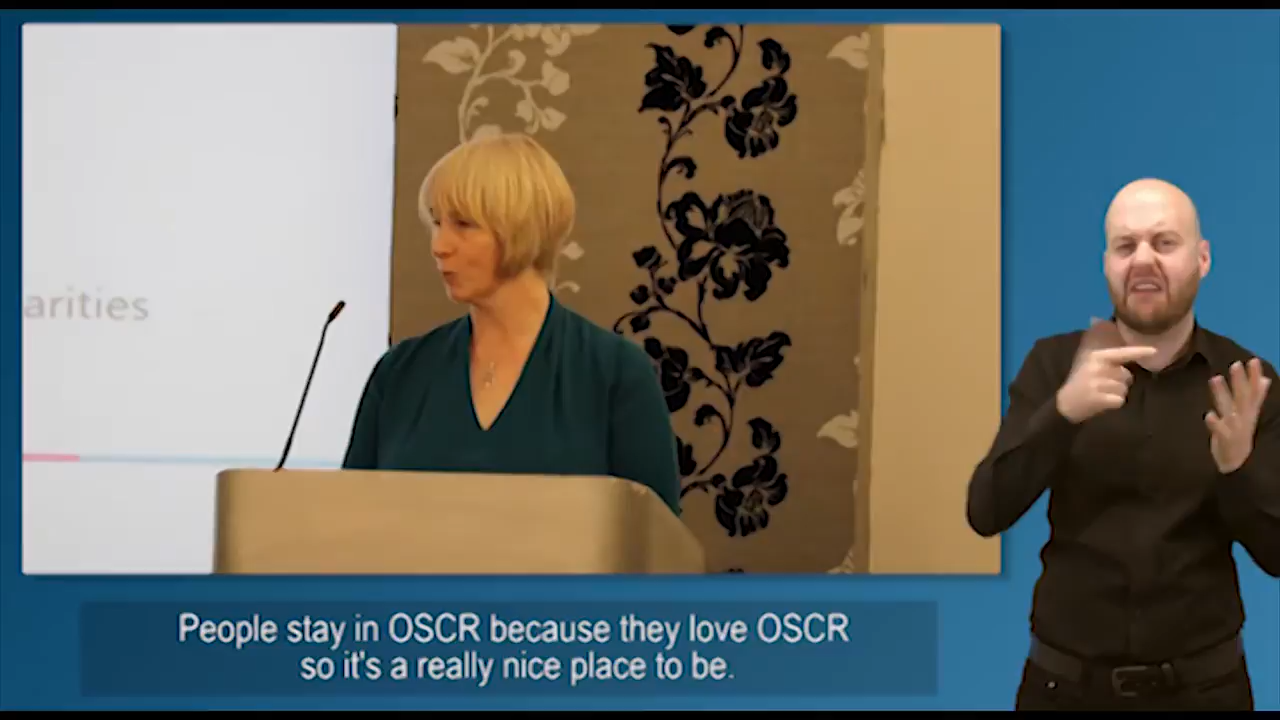 arities
People stay in OSCR because they love OSCR
so it's a really nice place to be.